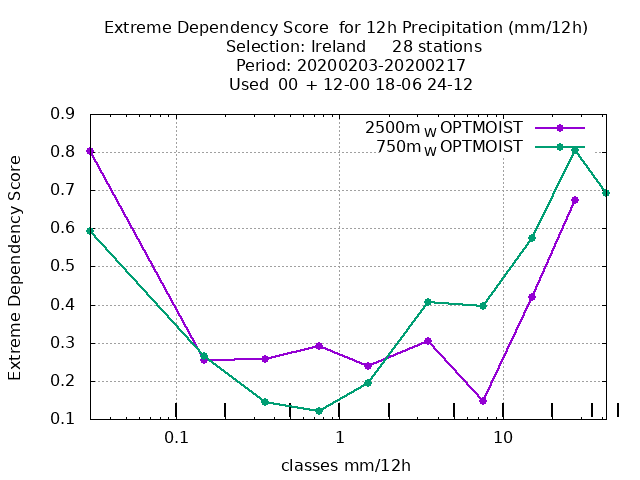 Extreme Dependency Score  for 12h Precipitation (mm/12h)
Selection: Ireland     28 stations
Period: 20200203-20200217
Used  00 + 12-00 18-06 24-12
2500m_W OPTMOIST
750m_W OPTMOIST
Extreme Dependency Score
0.9
0.8
0.7
0.6
0.5
0.4
0.3
0.2
0.1
0.1 1 10
classes mm/12h